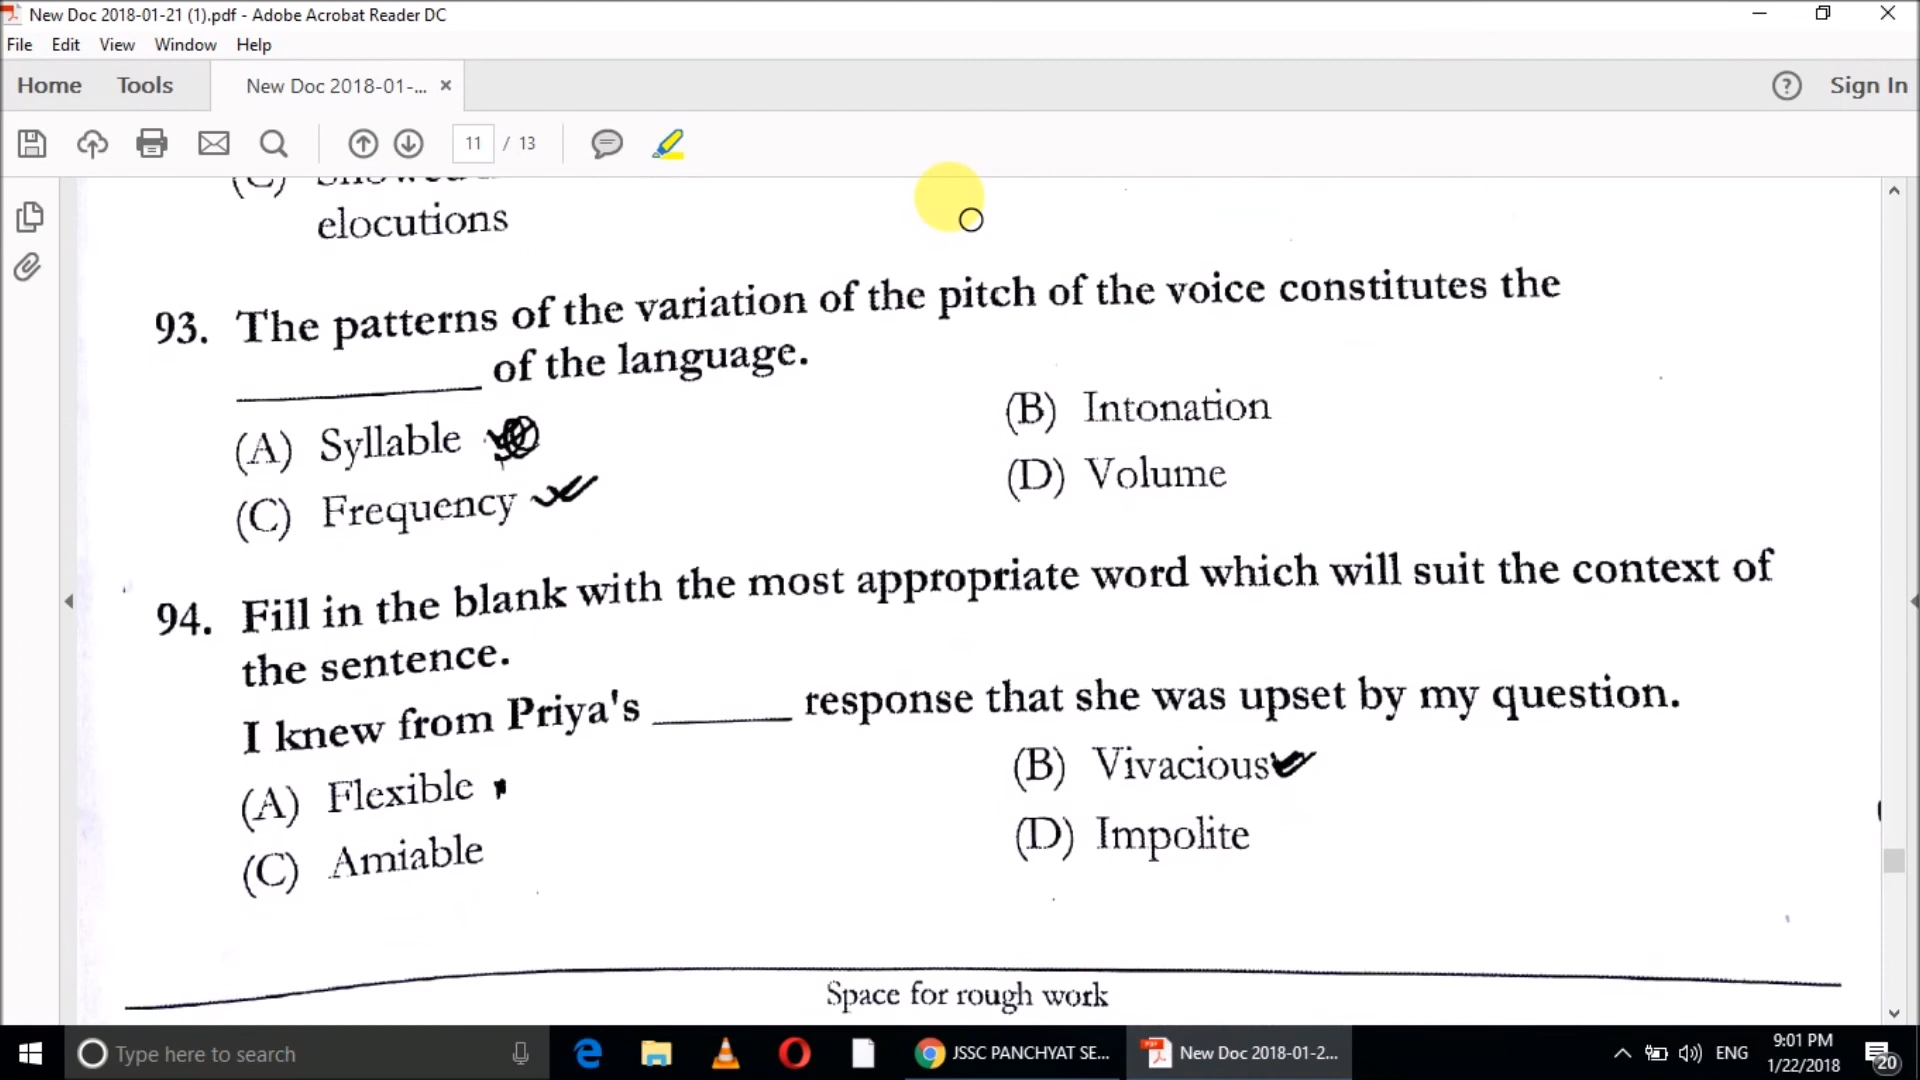 New Doc 2018-01-21 (1).pdf - Adobe Acrobat Reader DC
File Edit View Window Help
Home Tools New Doc 2018-01-... × ? Sign In
11 / 13
(C) Showed
elocutions
93. The patterns of the variation of the pitch of the voice constitutes the
__________ of the language.
(A) Syllable (B) Intonation
(C) Frequency (D) Volume
94. Fill in the blank with the most appropriate word which will suit the context of
the sentence.
I knew from Priya's ______ response that she was upset by my question.
(A) Flexible (B) Vivacious
(C) Amiable (D) Impolite
Space for rough work
Type here to search JSSC PANCHYAT SE... New Doc 2018-01-2... ENG 9:01 PM
1/22/2018 20